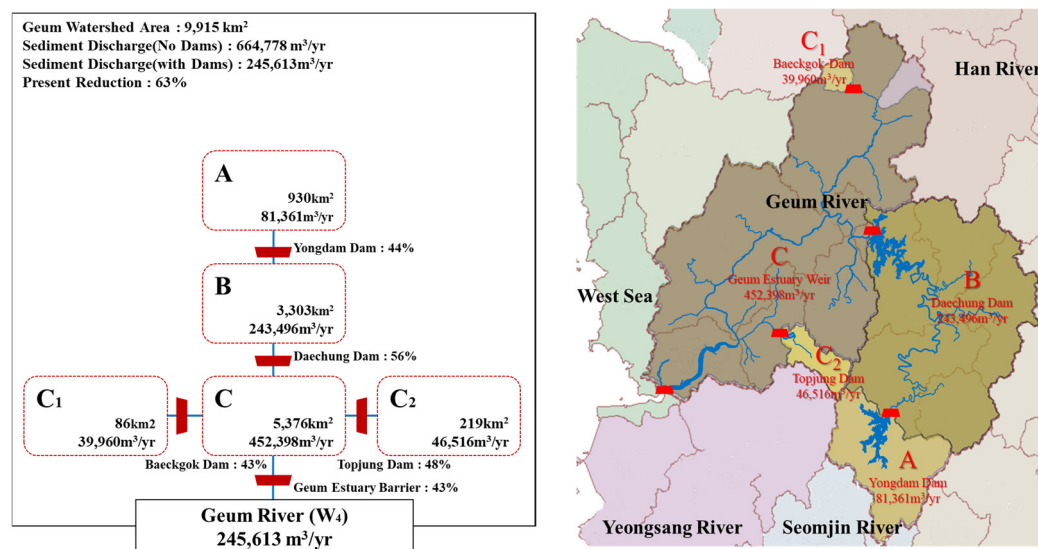 Geum Watershed Area : 9,915 km²
Sediment Discharge(No Dams) : 664,778 m³/yr
Sediment Discharge(with Dams) : 245,613m³/yr
Present Reduction : 63%
A
930km²
81,361m³/yr
Yongdam Dam : 44%
B
3,303km²
243,496m³/yr
Daechung Dam : 56%
C₁
86km2
39,960m³/yr
C
5,376km²
452,398m³/yr
C₂
219km²
46,516m³/yr
Baeckgok Dam : 43%
Topjung Dam : 48%
Geum Estuary Barrier : 43%
Geum River (W₄)
245,613 m³/yr
C₁
Baeckgok Dam
39,960m³/yr
Han River
Geum River
C
Geum Estuary Weir
452,398m³/yr
West Sea
B
Daechung Dam
243,496m³/yr
C₂
Topjung Dam
46,516m³/yr
A
Yongdam Dam
81,361m³/yr
Yeongsang River
Seomjin River